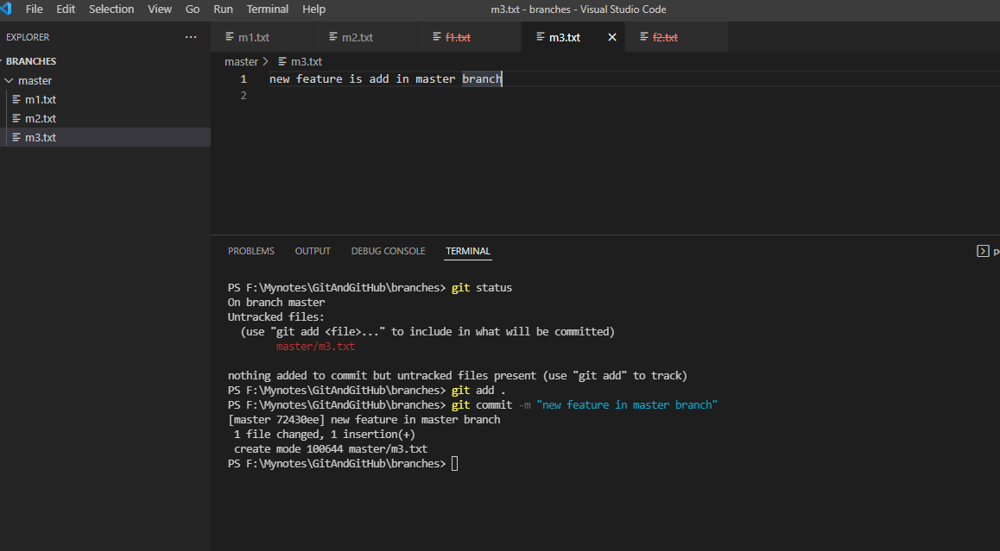 File Edit Selection View Go Run Terminal Help
m3.txt - branches - Visual Studio Code
EXPLORER
BRANCHES
master
m1.txt
m2.txt
m3.txt
m1.txt m2.txt f1.txt m3.txt f2.txt
master > m3.txt
1 new feature is add in master branch
2
PROBLEMS OUTPUT DEBUG CONSOLE TERMINAL
PS F:\Mynotes\GitAndGitHub\branches> git status
On branch master
Untracked files:
(use "git add <file>..." to include in what will be committed)
master/m3.txt
nothing added to commit but untracked files present (use "git add" to track)
PS F:\Mynotes\GitAndGitHub\branches> git add .
PS F:\Mynotes\GitAndGitHub\branches> git commit -m "new feature in master branch"
[master 72430ee] new feature in master branch
1 file changed, 1 insertion(+)
create mode 100644 master/m3.txt
PS F:\Mynotes\GitAndGitHub\branches>